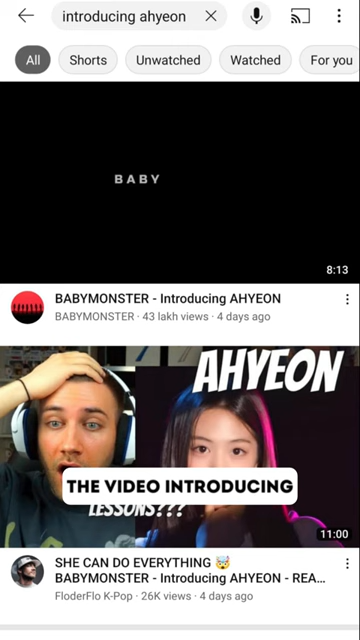 introducing ahyeon
All
Shorts
Unwatched
Watched
For you
BABY
8:13
BABYMONSTER - Introducing AHYEON
BABYMONSTER · 43 lakh views · 4 days ago
AHYEON
THE VIDEO INTRODUCING
LESSONS???
11:00
SHE CAN DO EVERYTHING 🤯
BABYMONSTER - Introducing AHYEON - REA...
FloderFlo K-Pop · 26K views · 4 days ago